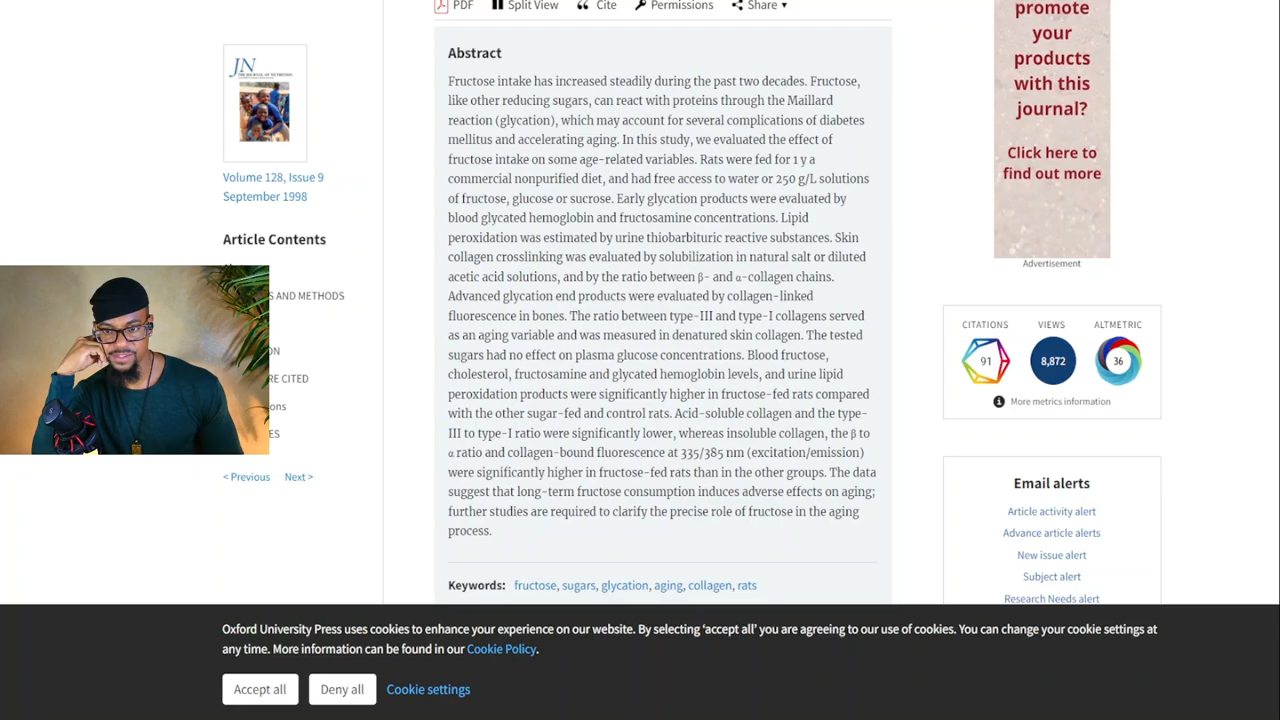 PDF
Split View
Cite
Permissions
Share
JN
THE JOURNAL OF NUTRITION
Volume 128, Issue 9
September 1998
Article Contents
S AND METHODS
ON
RE CITED
ons
ES
< Previous Next >
Abstract
Fructose intake has increased steadily during the past two decades. Fructose,
like other reducing sugars, can react with proteins through the Maillard
reaction (glycation), which may account for several complications of diabetes
mellitus and accelerating aging. In this study, we evaluated the effect of
fructose intake on some age-related variables. Rats were fed for 1 y a
commercial nonpurified diet, and had free access to water or 250 g/L solutions
of fructose, glucose or sucrose. Early glycation products were evaluated by
blood glycated hemoglobin and fructosamine concentrations. Lipid
peroxidation was estimated by urine thiobarbituric reactive substances. Skin
collagen crosslinking was evaluated by solubilization in natural salt or diluted
acetic acid solutions, and by the ratio between β- and α-collagen chains.
Advanced glycation end products were evaluated by collagen-linked
fluorescence in bones. The ratio between type-III and type-I collagens served
as an aging variable and was measured in denatured skin collagen. The tested
sugars had no effect on plasma glucose concentrations. Blood fructose,
cholesterol, fructosamine and glycated hemoglobin levels, and urine lipid
peroxidation products were significantly higher in fructose-fed rats compared
with the other sugar-fed and control rats. Acid-soluble collagen and the type-
III to type-I ratio were significantly lower, whereas insoluble collagen, the β to
α ratio and collagen-bound fluorescence at 335/385 nm (excitation/emission)
were significantly higher in fructose-fed rats than in the other groups. The data
suggest that long-term fructose consumption induces adverse effects on aging;
further studies are required to clarify the precise role of fructose in the aging
process.
Keywords: fructose, sugars, glycation, aging, collagen, rats
promote
your
products
with this
journal?
Click here to
find out more
Advertisement
CITATIONS VIEWS ALTMETRIC
91 8,872 36
More metrics information
Email alerts
Article activity alert
Advance article alerts
New issue alert
Subject alert
Research Needs alert
Oxford University Press uses cookies to enhance your experience on our website. By selecting ‘accept all’ you are agreeing to our use of cookies. You can change your cookie settings at
any time. More information can be found in our Cookie Policy.
Accept all Deny all Cookie settings